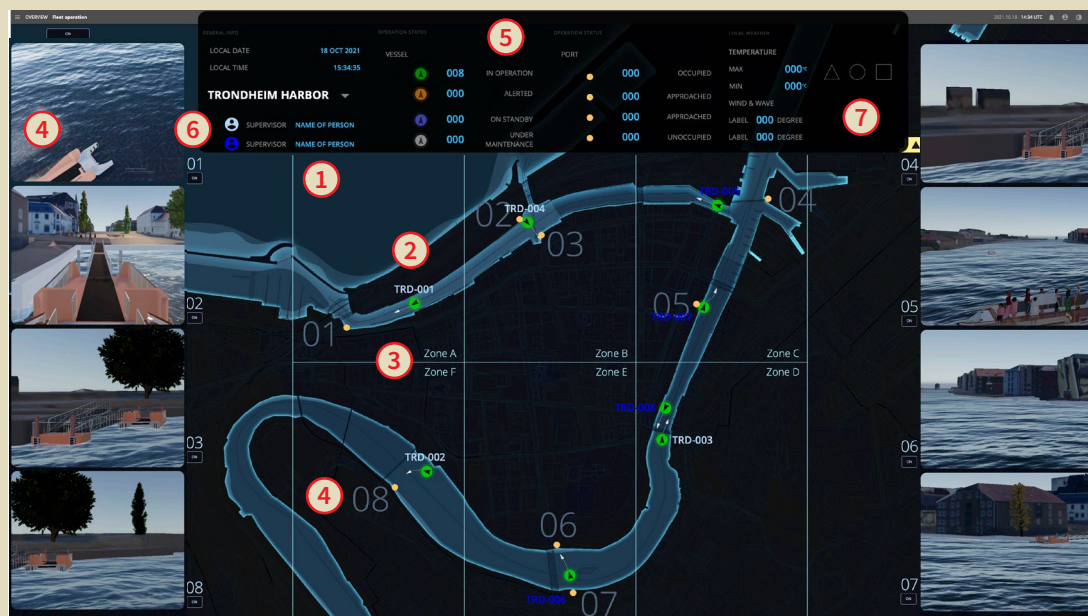 OVERVIEW Fleet operation
2021.10.18 - 14:34 UTC
ON
GENERAL INFO
LOCAL DATE 18 OCT 2021
LOCAL TIME 15:34:35
TRONDHEIM HARBOR
SUPERVISOR NAME OF PERSON
SUPERVISOR NAME OF PERSON
OPERATION STATUS
VESSEL
008 IN OPERATION
000 ALERTED
000 ON STANDBY
000 UNDER MAINTENANCE
OPERATION STATUS
PORT
000 OCCUPIED
000 APPROACHED
000 APPROACHED
000 UNOCCUPIED
LOCAL WEATHER
TEMPERATURE
MAX 000°C
MIN 000°C
WIND & WAVE
LABEL 000 DEGREE
LABEL 000 DEGREE
5
4
6
7
1
2
3
4
01
ON
02
ON
03
ON
08
ON
04
ON
05
ON
06
ON
07
ON
02
TRD-004
03
04
TRD-001
01
05
Zone A
Zone B
Zone C
Zone F
Zone E
Zone D
TRD-003
TRD-002
08
06
TRD-006
07